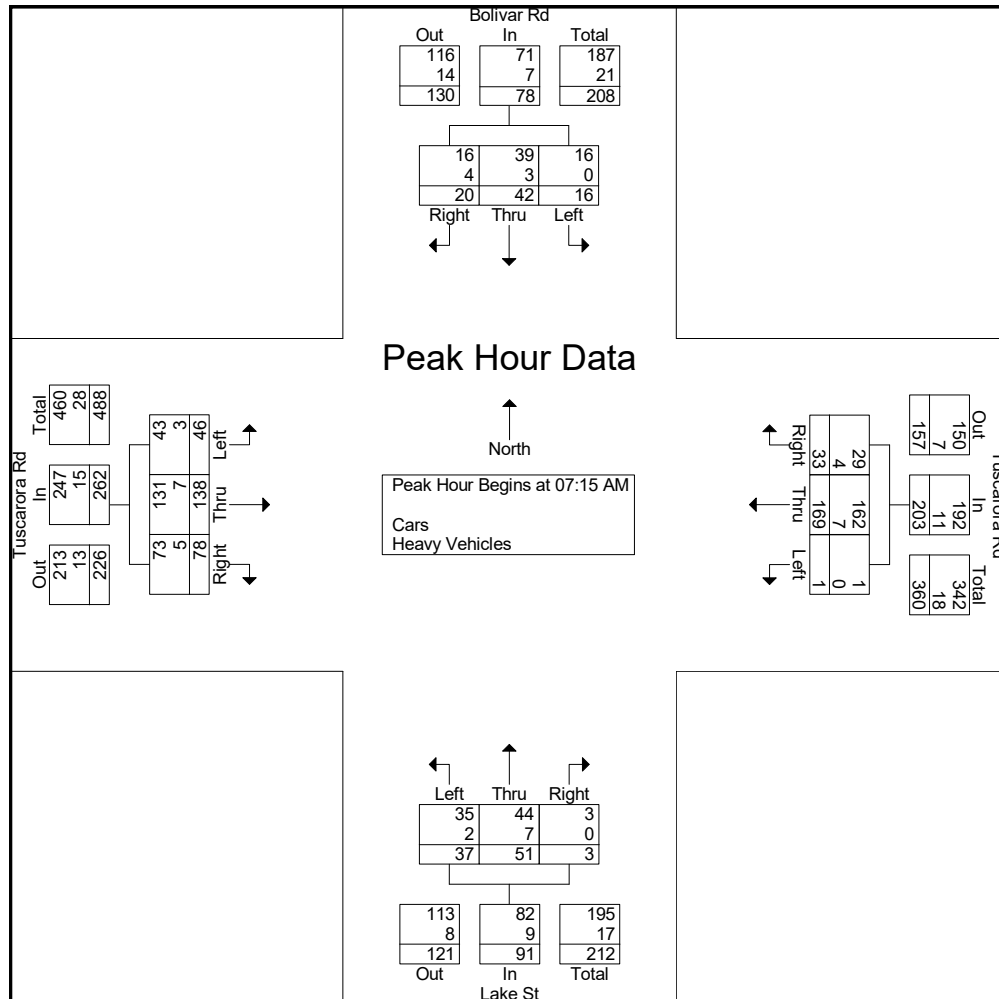 Bolivar Rd
Out In Total
116 71 187
14 7 21
130 78 208
16 39 16
4 3 0
20 42 16
Right Thru Left
Peak Hour Data
North
Peak Hour Begins at 07:15 AM
Cars
Heavy Vehicles
Tuscarora Rd
Out In Total
213 247 460
13 15 28
226 262 488
Left Thru Right
43 131 73
3 7 5
46 138 78
Tuscarora Rd
Out In Total
150 192 342
7 11 18
157 203 360
29 162 1
4 7 0
33 169 1
Right Thru Left
Left Thru Right
35 44 3
2 7 0
37 51 3
113 82 195
8 9 17
121 91 212
Out In Total
Lake St